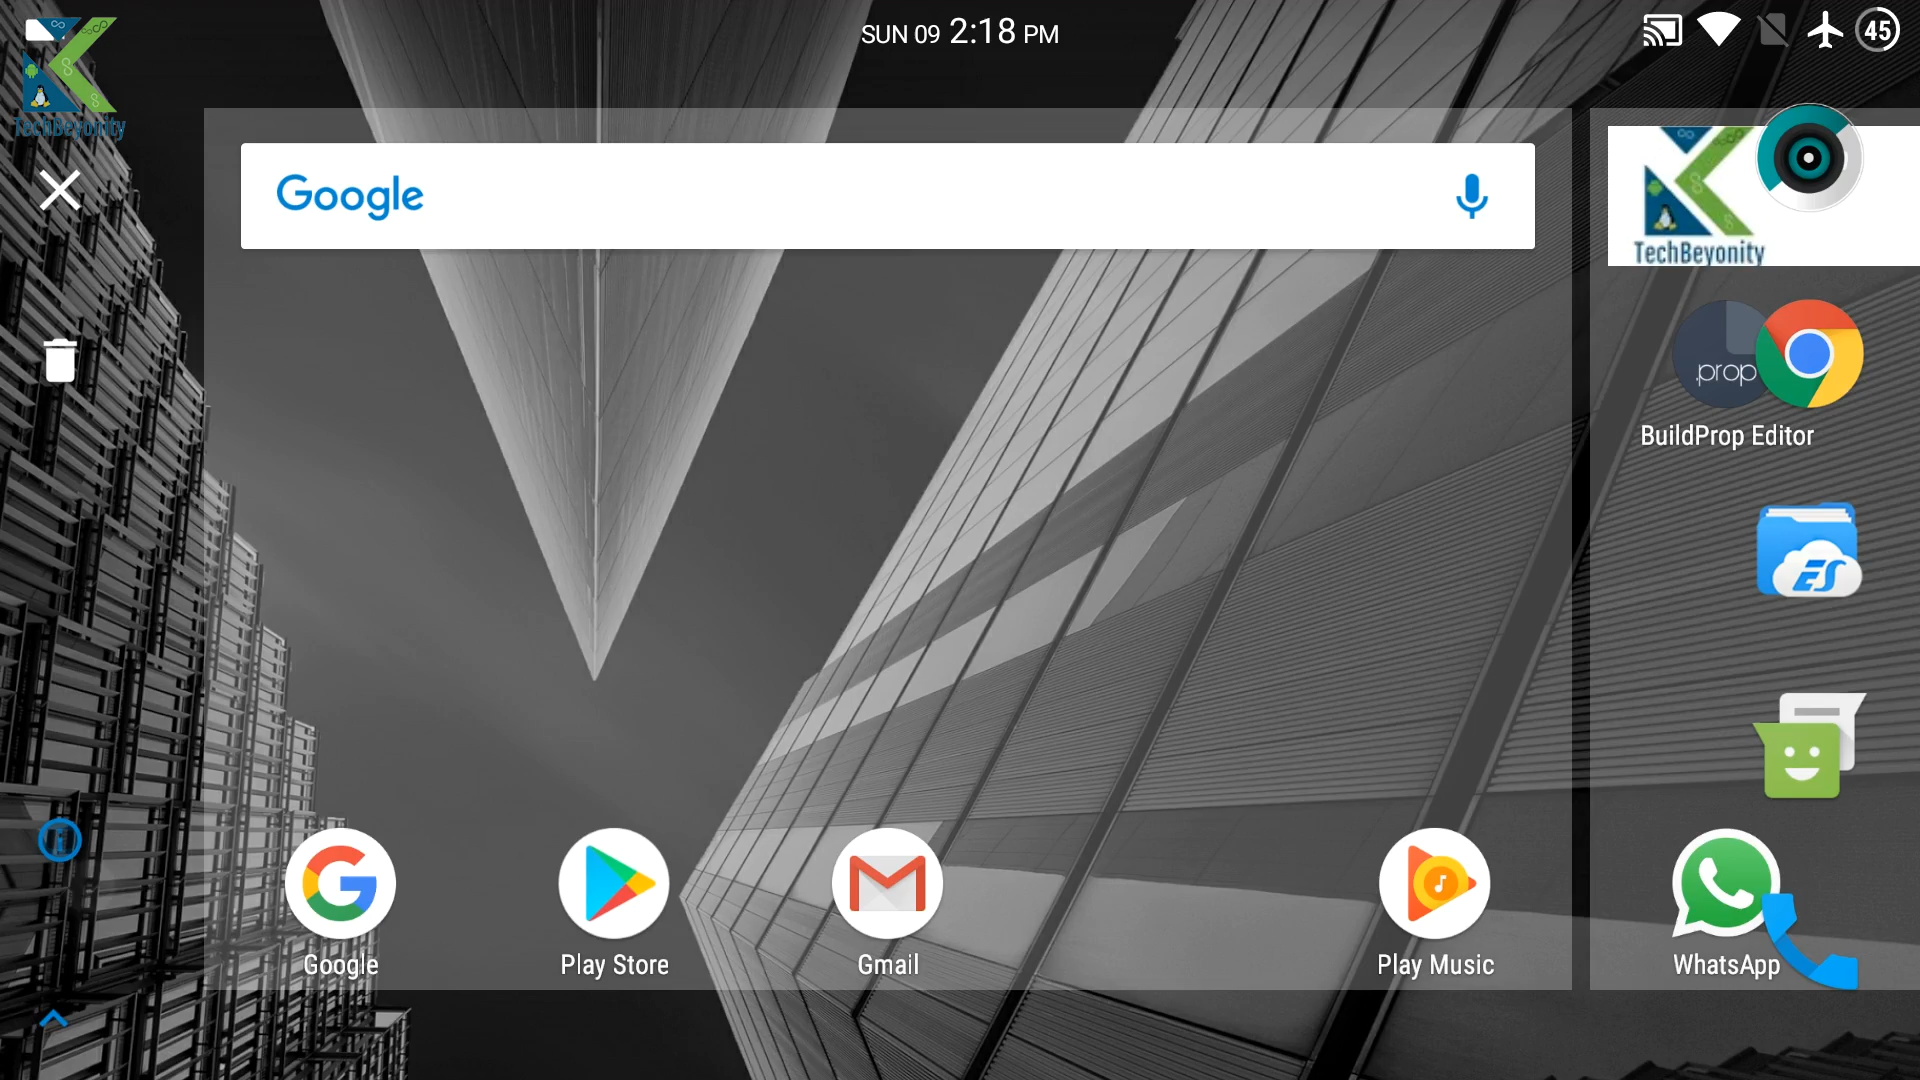 SUN 09 2:18 PM
45
TechBeyonity
Google
TechBeyonity
.prop
BuildProp Editor
ES
Google
Play Store
Gmail
Play Music
WhatsApp